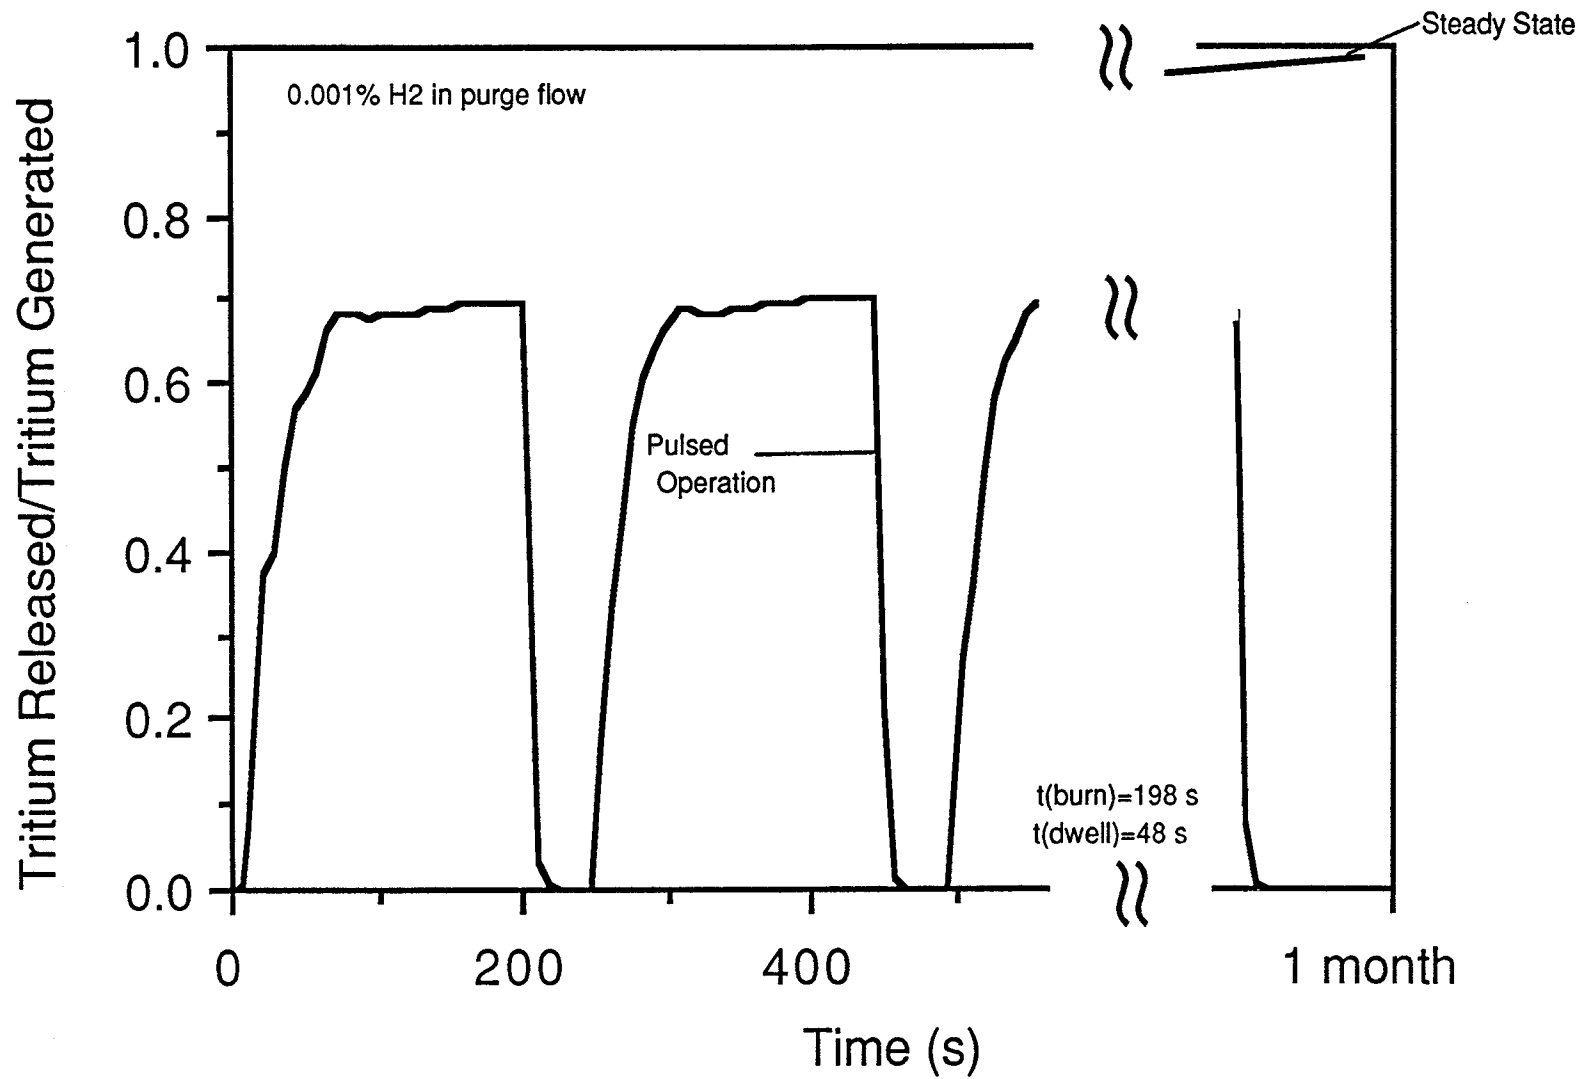 Steady State
1.0
0.001% H2 in purge flow
0.8
0.6
Pulsed
Operation
0.4
0.2
t(burn)=198 s
t(dwell)=48 s
0.0
0 200 400 1 month
Time (s)
Tritium Released/Tritium Generated